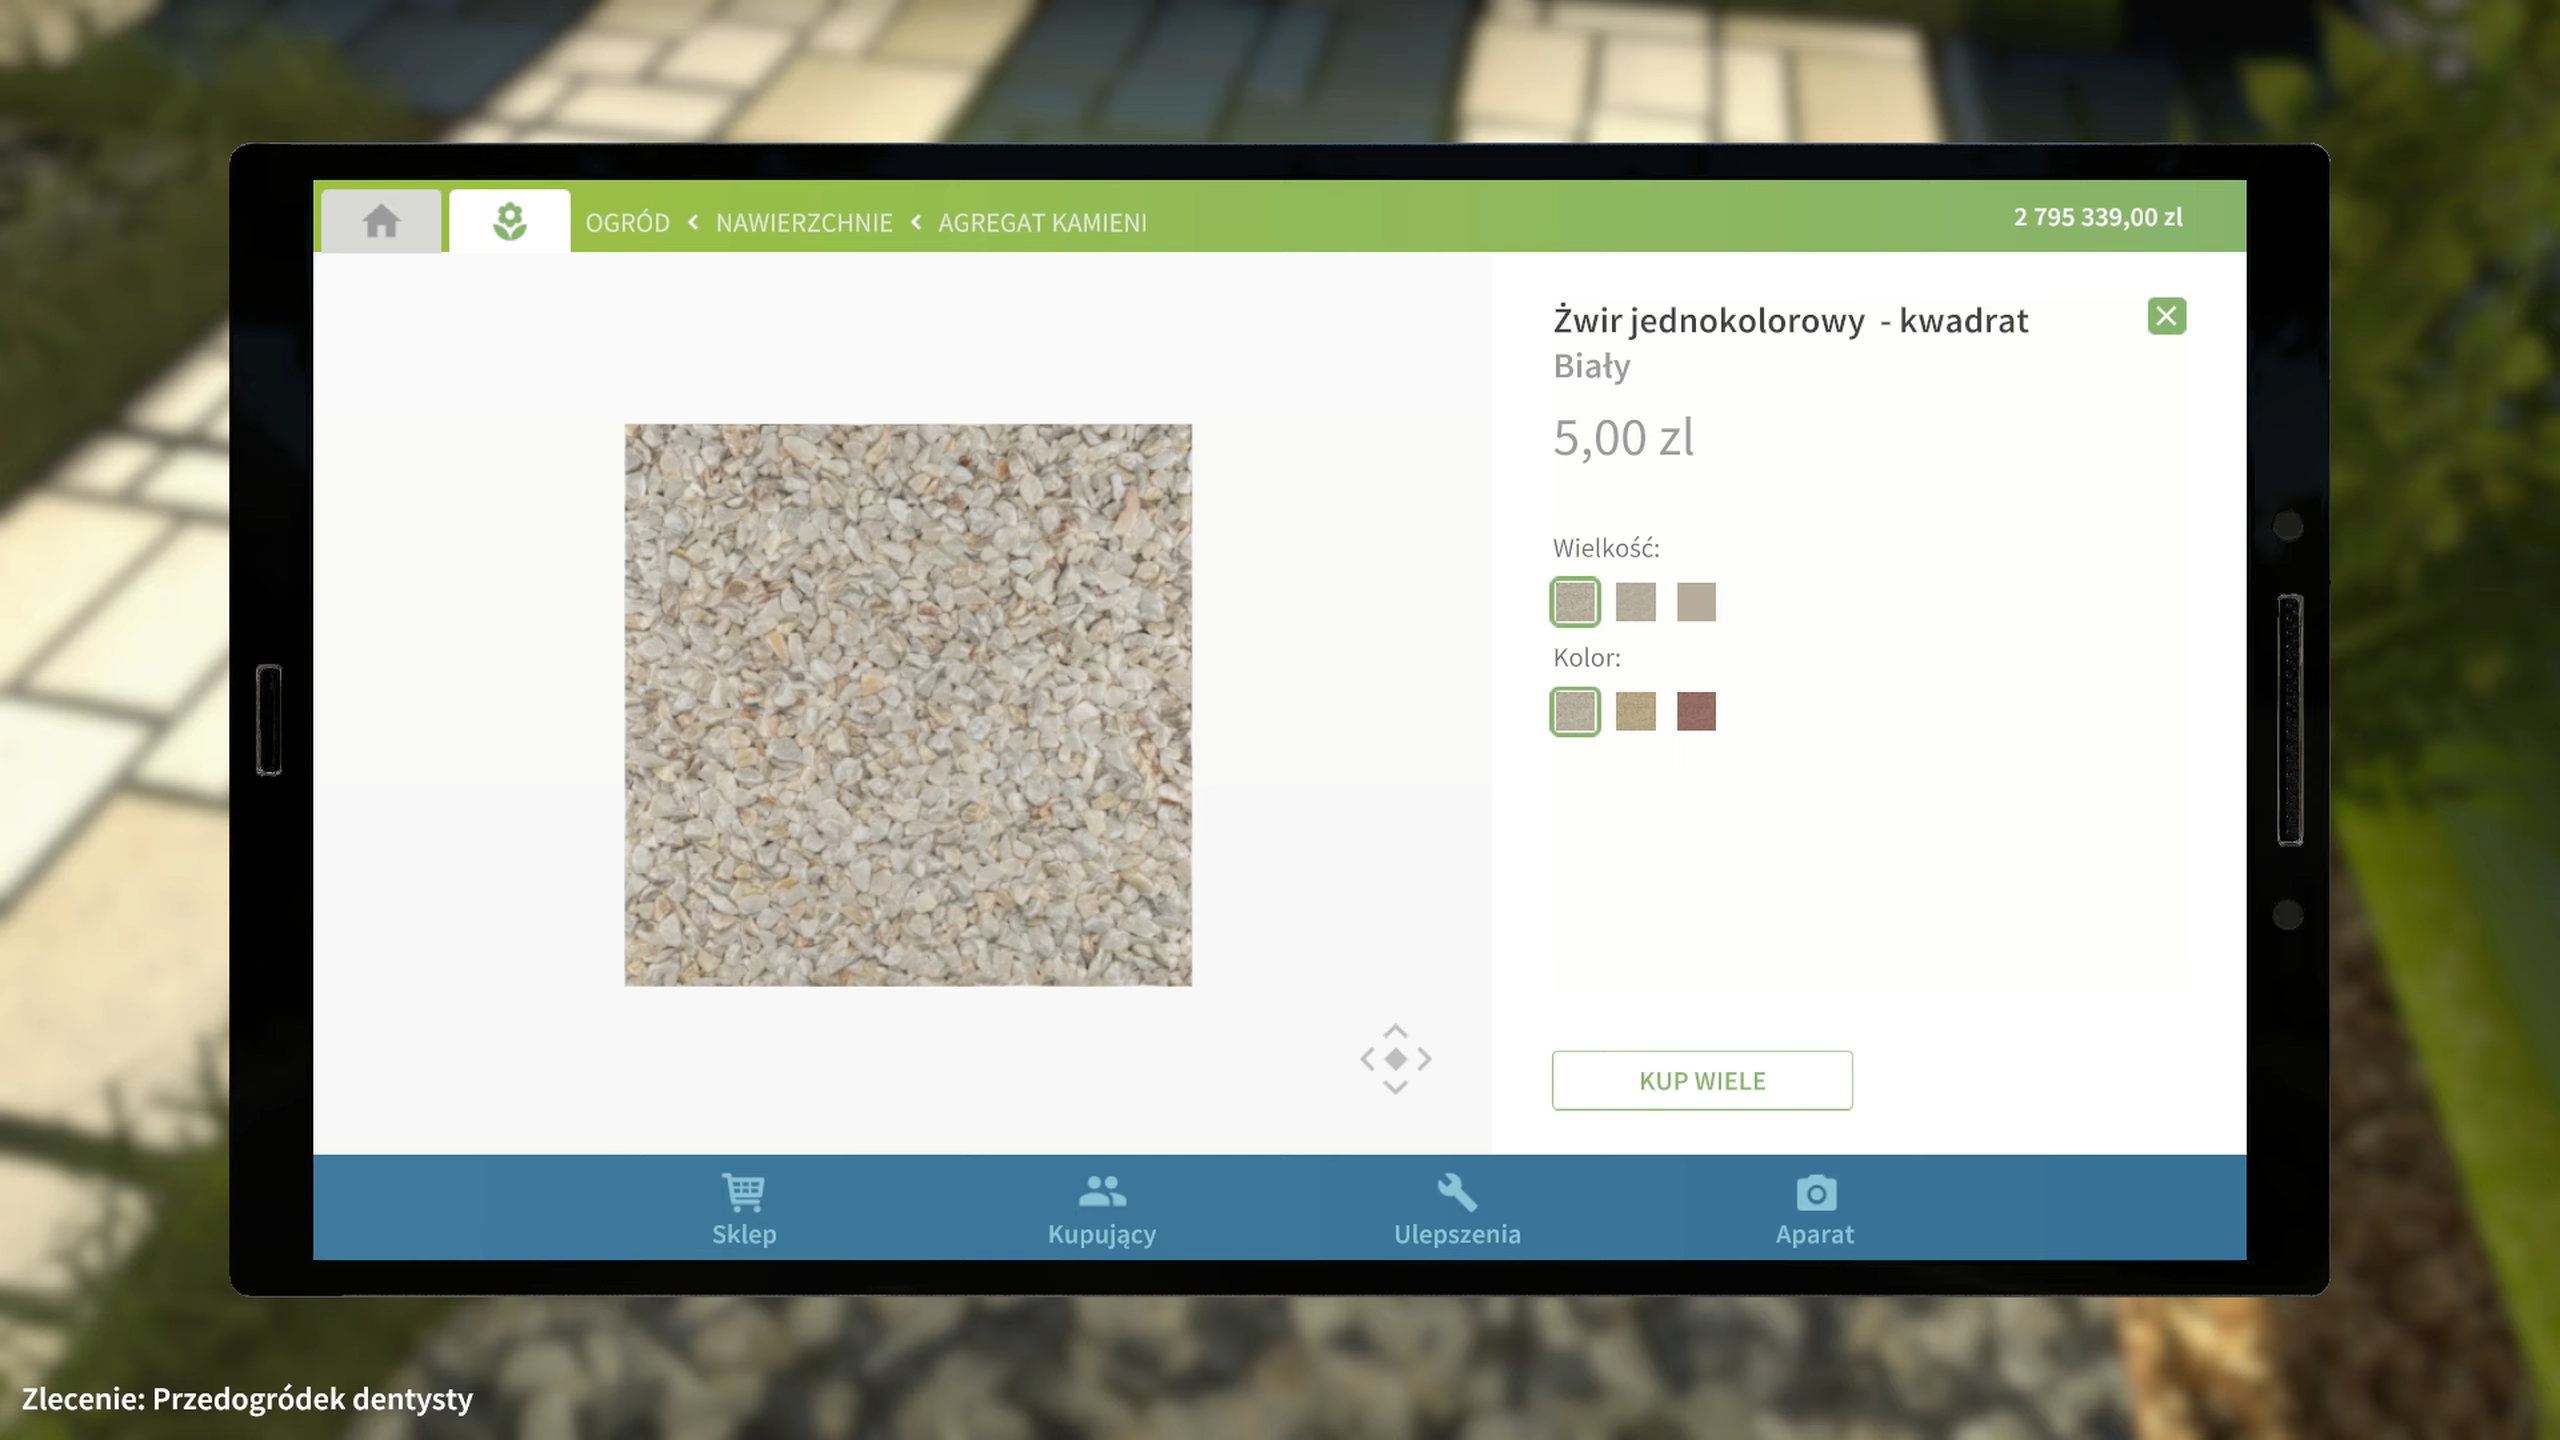 OGRÓD < NAWIERZCHNIE < AGREGAT KAMIENI
2 795 339,00 zl
Żwir jednokolorowy - kwadrat
Biały
5,00 zl
Wielkość:
Kolor:
KUP WIELE
Sklep
Kupujący
Ulepszenia
Aparat
Zlecenie: Przedogródek dentysty